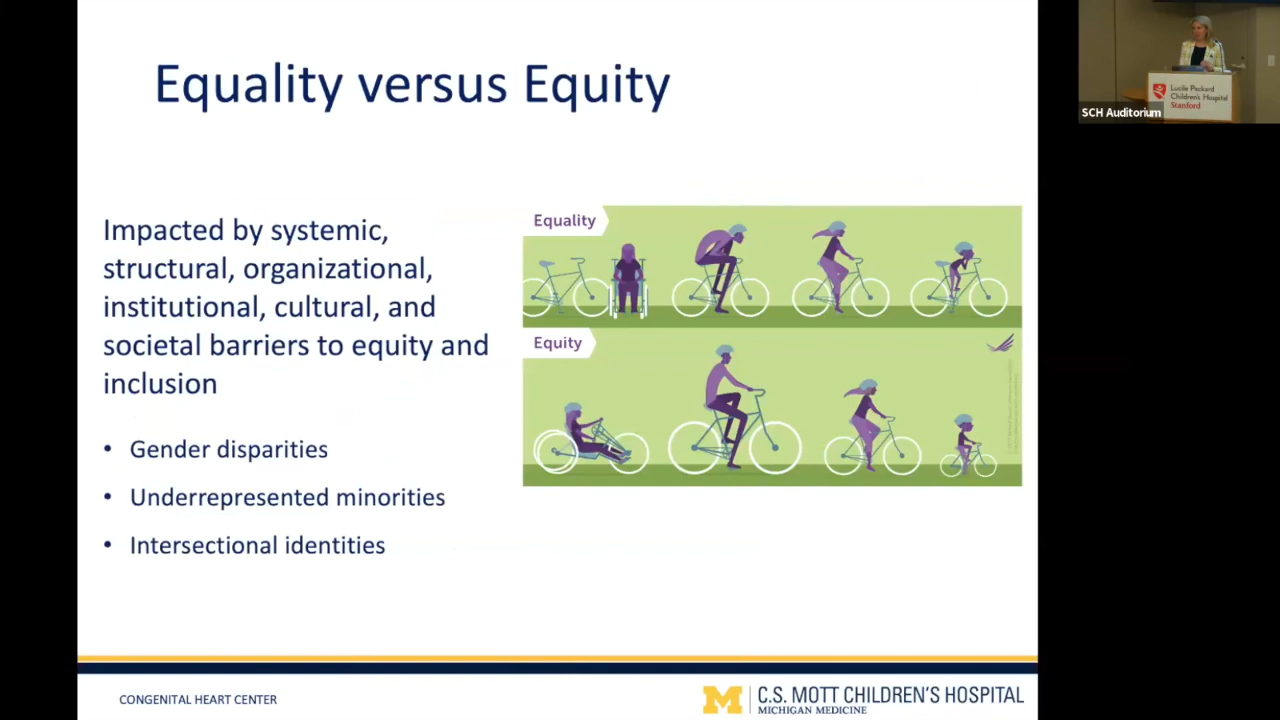 Equality versus Equity
Impacted by systemic,
structural, organizational,
institutional, cultural, and
societal barriers to equity and
inclusion
• Gender disparities
• Underrepresented minorities
• Intersectional identities
Equality
Equity
CONGENITAL HEART CENTER
M
C.S. MOTT CHILDREN'S HOSPITAL
MICHIGAN MEDICINE
Lucile Packard
Children's Hospital
Stanford
SCH Auditorium